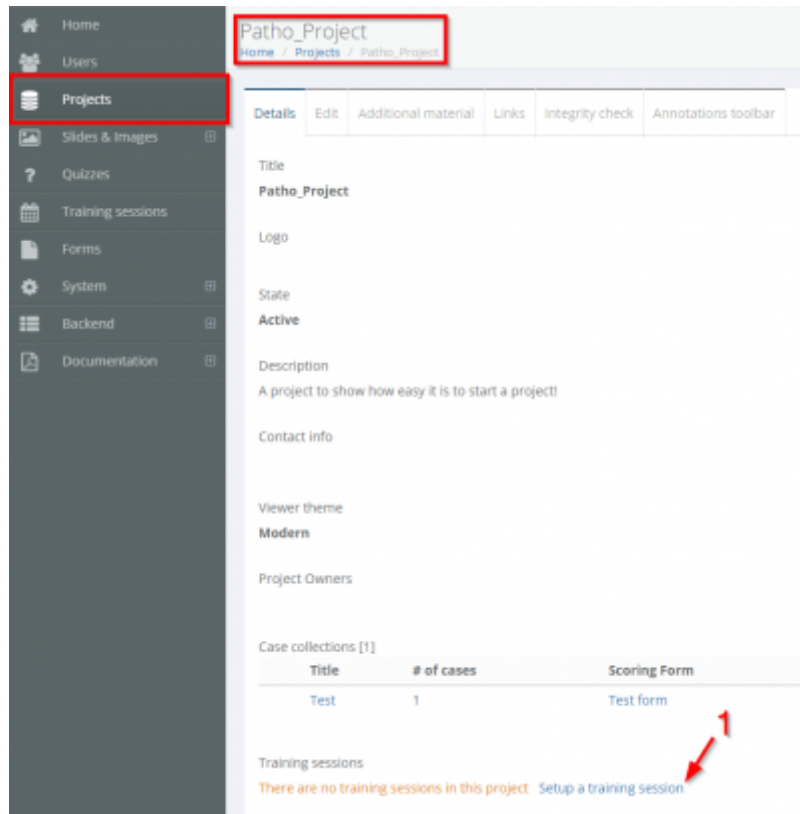 Home
Users
Projects
Slides & Images
Quizzes
Training sessions
Forms
System
Backend
Documentation
Patho_Project
Home / Projects / Patho_Project
Details Edit Additional material Links Integrity check Annotations toolbar
Title
Patho_Project
Logo
State
Active
Description
A project to show how easy it is to start a project!
Contact info
Viewer theme
Modern
Project Owners
Case collections [1]
Title # of cases Scoring Form
Test 1 Test form
1
Training sessions
There are no training sessions in this project Setup a training session